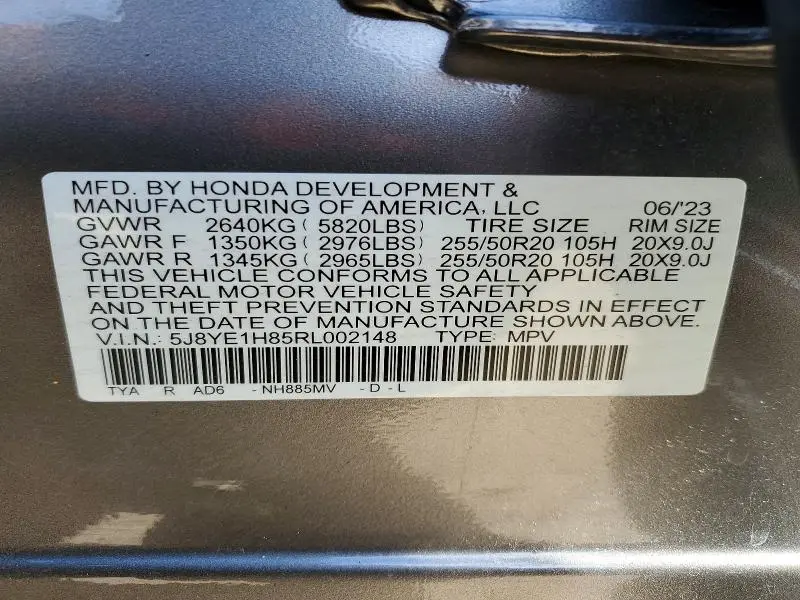 MFD. BY HONDA DEVELOPMENT &
MANUFACTURING OF AMERICA, LLC 06/'23
GVWR 2640KG ( 5820LBS) TIRE SIZE RIM SIZE
GAWR F 1350KG ( 2976LBS) 255/50R20 105H 20X9.0J
GAWR R 1345KG ( 2965LBS) 255/50R20 105H 20X9.0J
THIS VEHICLE CONFORMS TO ALL APPLICABLE
FEDERAL MOTOR VEHICLE SAFETY
AND THEFT PREVENTION STANDARDS IN EFFECT
ON THE DATE OF MANUFACTURE SHOWN ABOVE.
V.I.N.: 5J8YE1H85RL002148 TYPE: MPV
TYA R AD6 - NH885MV - D - L